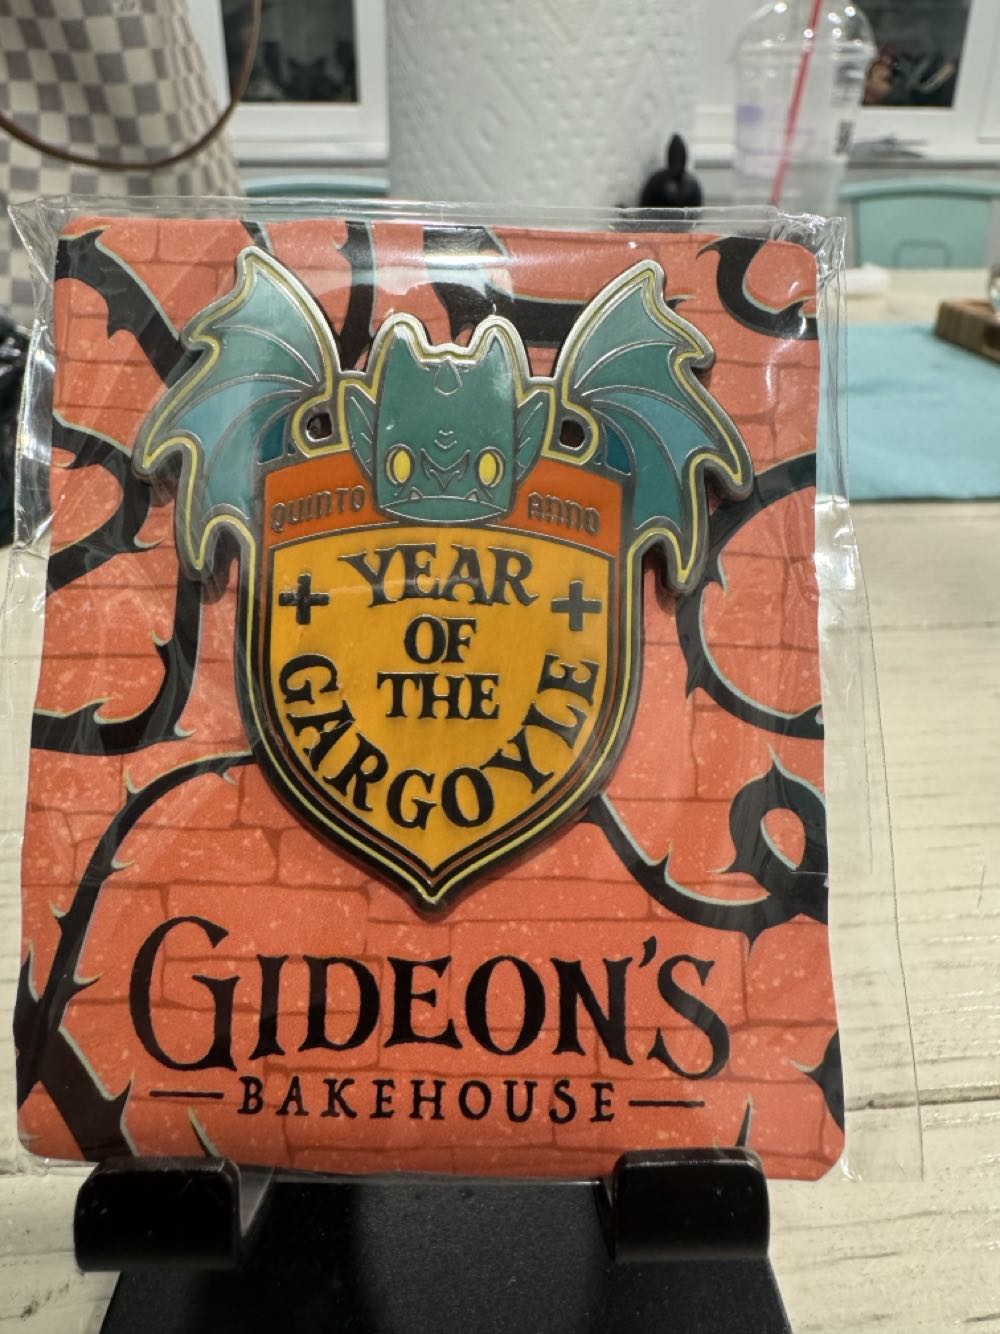 QUINTO ANNO
YEAR
OF
THE
GARGOYLE
GIDEON'S
BAKEHOUSE